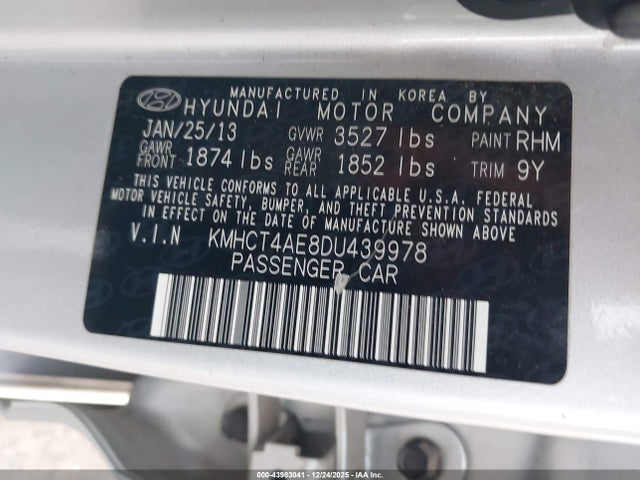 MANUFACTURED IN KOREA BY
HYUNDAI MOTOR COMPANY
JAN/25/13 GVWR 3527 lbs PAINT RHM
GAWR FRONT 1874 lbs GAWR REAR 1852 lbs TRIM 9Y
THIS VEHICLE CONFORMS TO ALL APPLICABLE U.S.A. FEDERAL
MOTOR VEHICLE SAFETY, BUMPER, AND THEFT PREVENTION STANDARDS
IN EFFECT ON THE DATE OF MANUFACTURE SHOWN ABOVE.
V.I.N KMHCT4AE8DU439978
PASSENGER CAR
000-43983041 - 12/24/2025 - IAA, Inc.